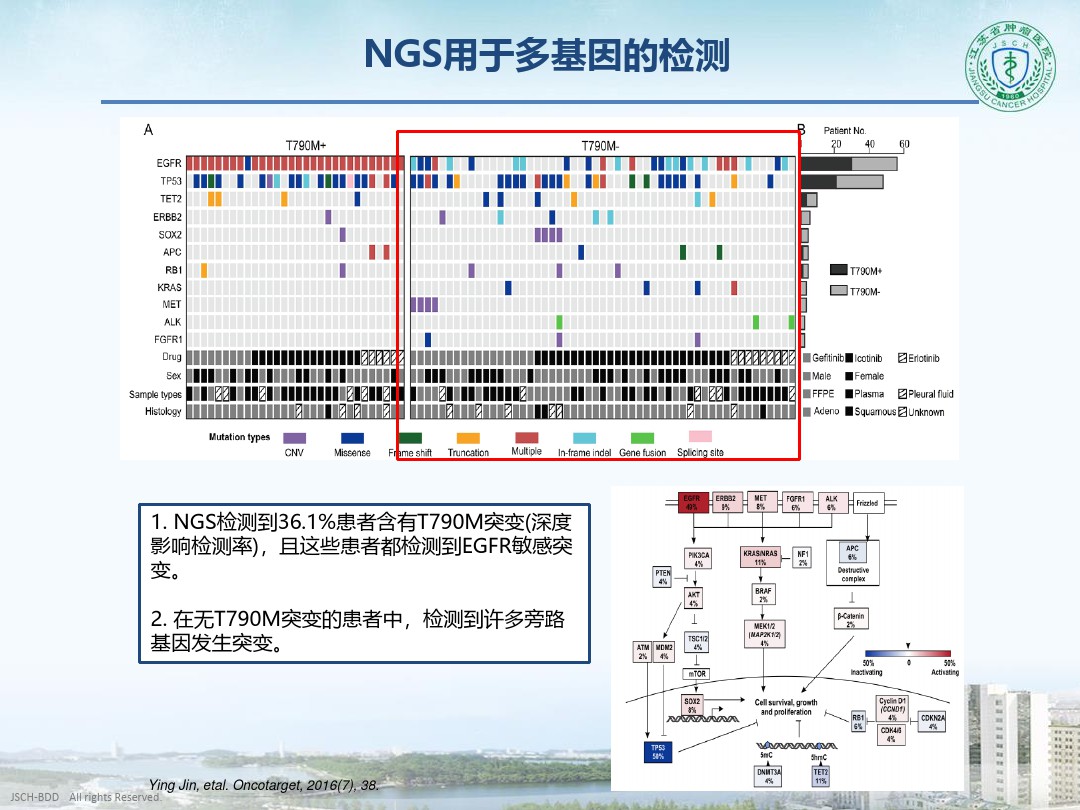 NGS用于多基因的检测
江苏省肿瘤医院
JSCH
JIANGSU CANCER HOSPITAL
1960
A
T790M+
T790M-
B
Patient No.
20 40 60
EGFR
TP53
TET2
ERBB2
SOX2
APC
RB1
KRAS
MET
ALK
FGFR1
T790M+
T790M-
Drug
Gefitinib Icotinib Erlotinib
Sex
Male Female
Sample types
FFPE Plasma Pleural fluid
Histology
Adeno Squamous Unknown
Mutation types
CNV Missense Frame shift Truncation Multiple In-frame indel Gene fusion Splicing site
1. NGS检测到36.1%患者含有T790M突变(深度
影响检测率)，且这些患者都检测到EGFR敏感突
变。
2. 在无T790M突变的患者中，检测到许多旁路
基因发生突变。
EGFR ERBB2 MET FGFR1 ALK Frizzled
9% 8% 6% 6%
PIK3CA
4%
KRAS/NRAS
11%
NF1
2%
APC
6%
Destructive
complex
PTEN
4%
AKT
4%
BRAF
2%
β-Catenin
2%
MEK1/2
(MAP2K1/2)
4%
TSC1/2
4%
ATM
2%
MDM2
4%
mTOR
50% 0 50%
Inactivating Activating
SOX2
8%
Cell survival, growth
and proliferation
Cyclin D1
(CCND1)
4%
RB1
6%
CDK4/6
4%
CDKN2A
4%
TP53
58%
5mC
5hmC
DNMT3A
4%
TET2
11%
Ying Jin, etal. Oncotarget, 2016(7), 38.
JSCH-BDD All rights Reserved.